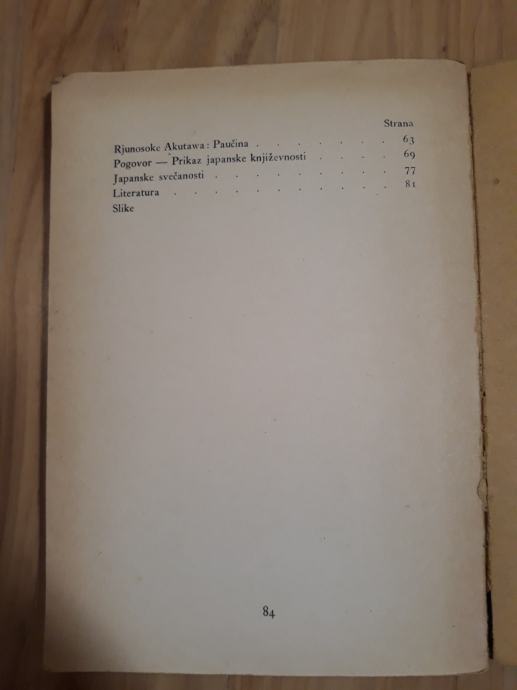 Strana
Rjunosoke Akutawa: Paučina . . . . . . . 63
Pogovor — Prikaz japanske književnosti . . . . 69
Japanske svečanosti . . . . . . . . . 77
Literatura . . . . . . . . . . . 81
Slike
84